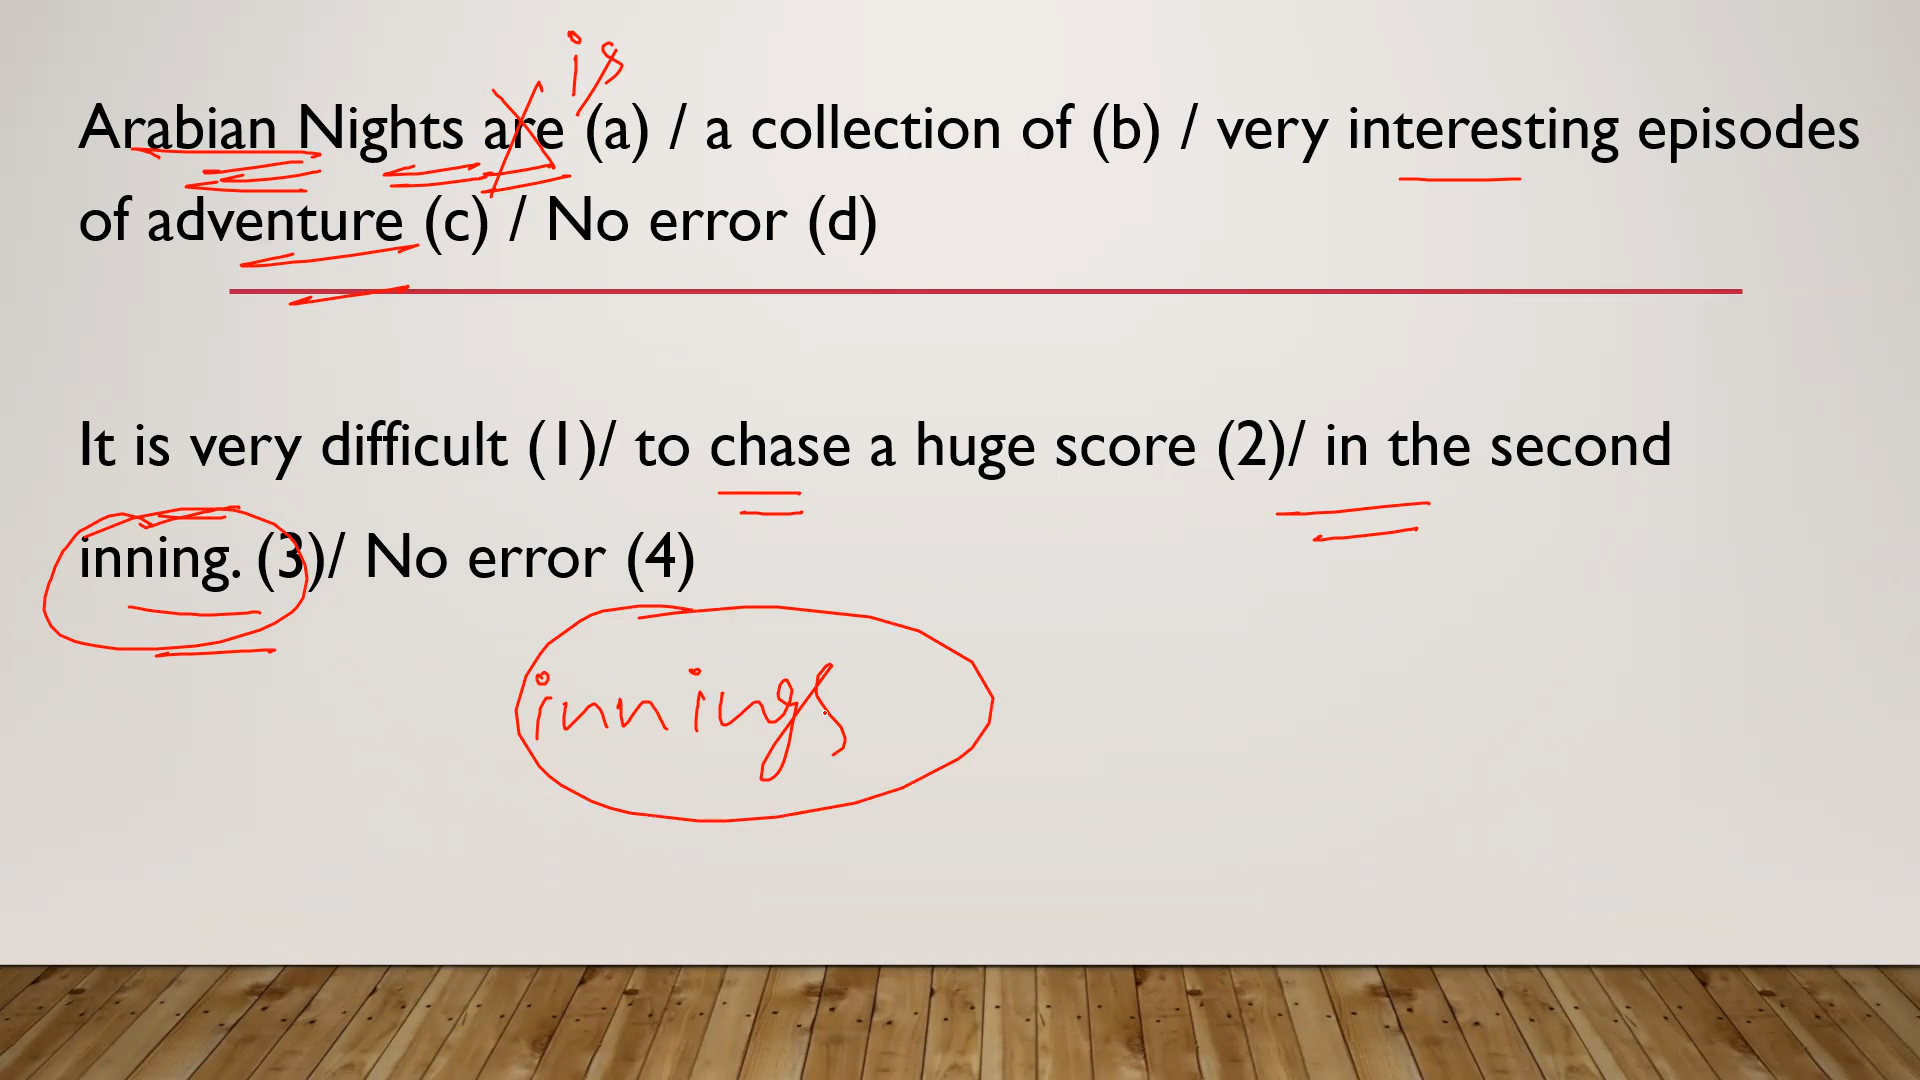 is
Arabian Nights are (a) / a collection of (b) / very interesting episodes
of adventure (c) / No error (d)
It is very difficult (1)/ to chase a huge score (2)/ in the second
inning. (3)/ No error (4)
innings